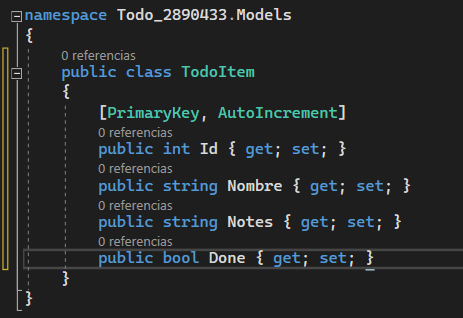 namespace Todo_2890433.Models
{
0 referencias
public class TodoItem
{
[PrimaryKey, AutoIncrement]
0 referencias
public int Id { get; set; }
0 referencias
public string Nombre { get; set; }
0 referencias
public string Notes { get; set; }
0 referencias
public bool Done { get; set; }
}
}